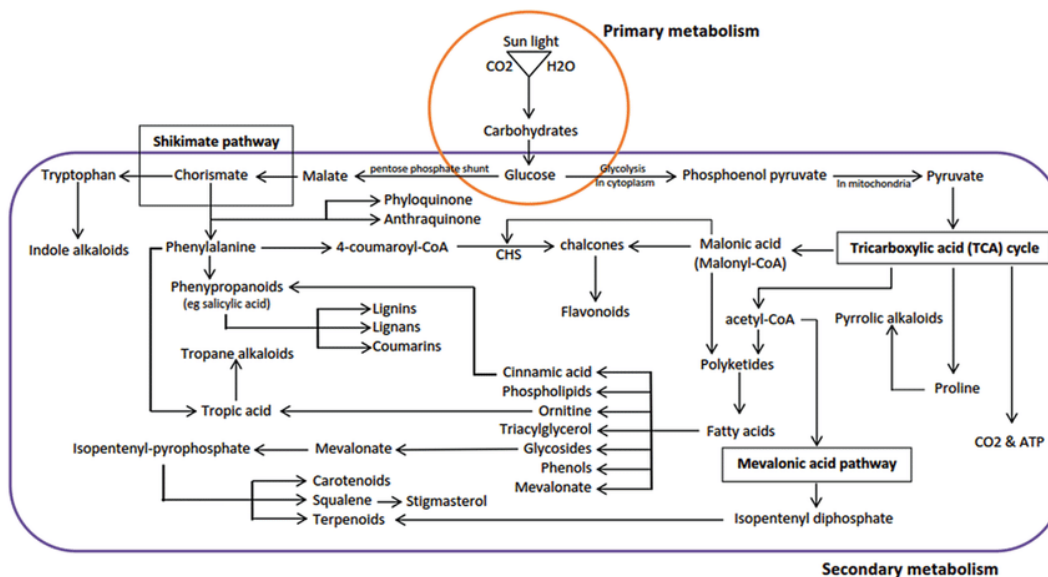 Primary metabolism
Sun light
CO2 H2O
Carbohydrates
Shikimate pathway
Tryptophan Chorismate Malate pentose phosphate shunt Glucose Glycolysis Phosphoenol pyruvate Pyruvate
In cytoplasm In mitochondria
Phyloquinone
Anthraquinone
Indole alkaloids Phenylalanine 4-coumaroyl-CoA CHS chalcones Malonic acid Tricarboxylic acid (TCA) cycle
(Malonyl-CoA)
Phenypropanoids
(eg salicylic acid)
Flavonoids
Lignins
Lignans
Coumarins
acetyl-CoA Pyrrolic alkaloids
Tropane alkaloids
Polyketides
Cinnamic acid
Phospholipids Proline
Tropic acid Ornitine
Triacylglycerol Fatty acids
CO2 & ATP
Isopentenyl-pyrophosphate Mevalonate Glycosides
Phenols Mevalonic acid pathway
Mevalonate
Carotenoids
Squalene Stigmasterol
Terpenoids Isopentenyl diphosphate
Secondary metabolism